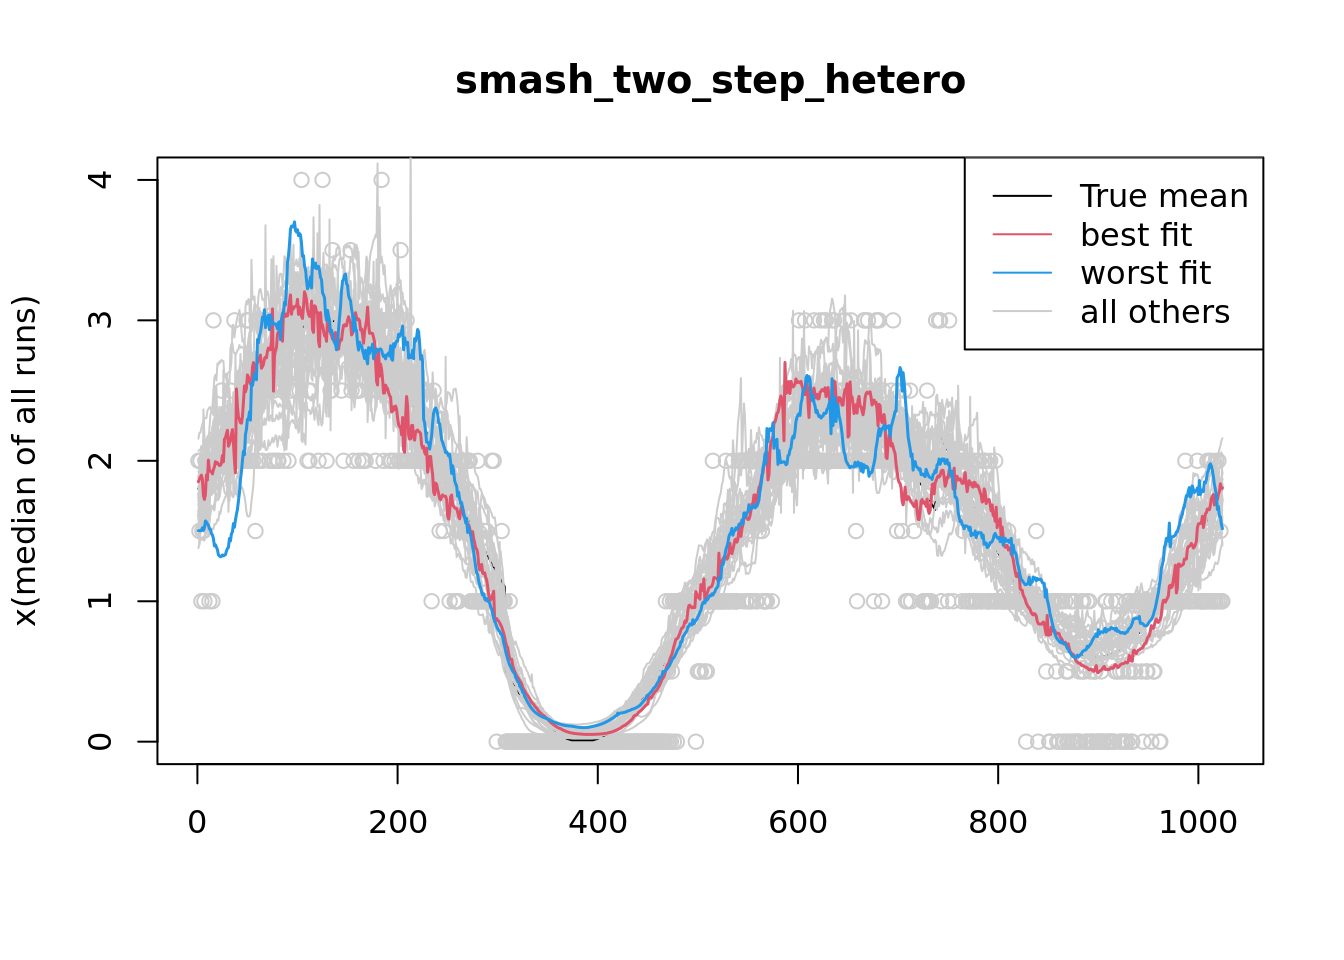 smash_two_step_hetero
x(median of all runs)
4
3
2
1
0
True mean
best fit
worst fit
all others
0
200
400
600
800
1000